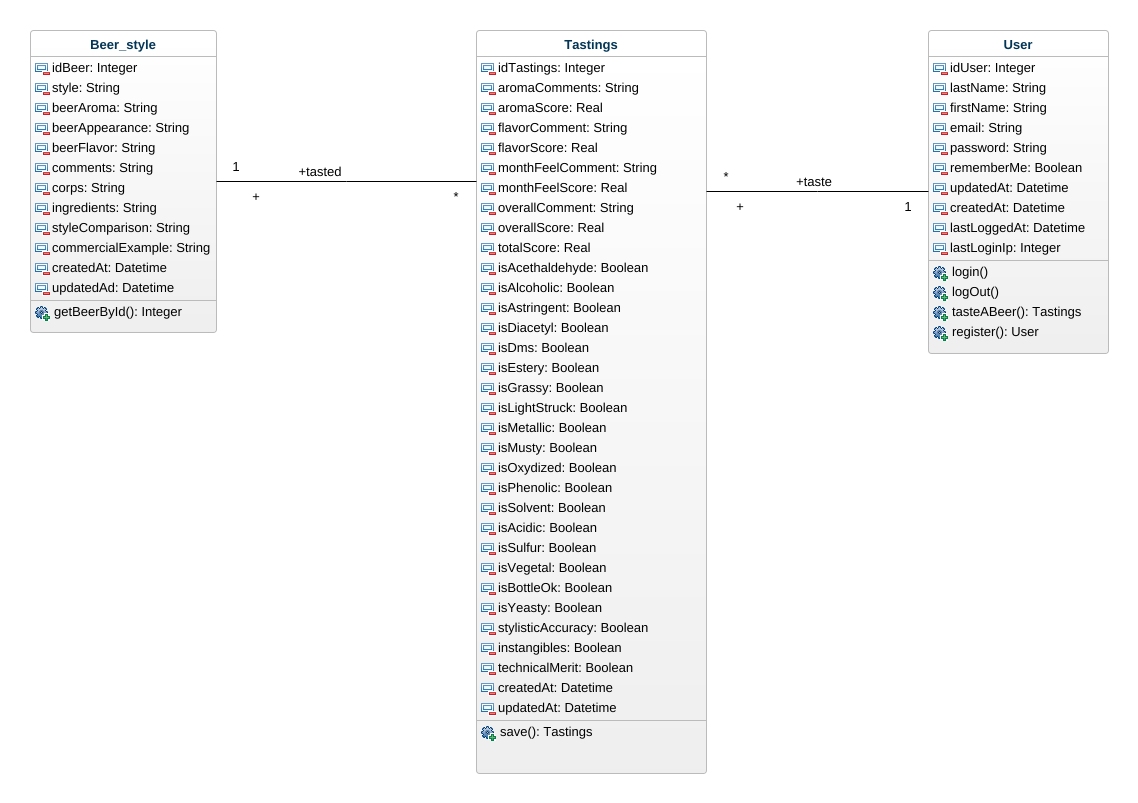 Beer_style
idBeer: Integer
style: String
beerAroma: String
beerAppearance: String
beerFlavor: String
comments: String
corps: String
ingredients: String
styleComparison: String
commercialExample: String
createdAt: Datetime
updatedAd: Datetime
getBeerById(): Integer
1
+tasted
+
*
Tastings
idTastings: Integer
aromaComments: String
aromaScore: Real
flavorComment: String
flavorScore: Real
monthFeelComment: String
monthFeelScore: Real
overallComment: String
overallScore: Real
totalScore: Real
isAcethaldehyde: Boolean
isAlcoholic: Boolean
isAstringent: Boolean
isDiacetyl: Boolean
isDms: Boolean
isEstery: Boolean
isGrassy: Boolean
isLightStruck: Boolean
isMetallic: Boolean
isMusty: Boolean
isOxydized: Boolean
isPhenolic: Boolean
isSolvent: Boolean
isAcidic: Boolean
isSulfur: Boolean
isVegetal: Boolean
isBottleOk: Boolean
isYeasty: Boolean
stylisticAccuracy: Boolean
instangibles: Boolean
technicalMerit: Boolean
createdAt: Datetime
updatedAt: Datetime
save(): Tastings
*
+taste
+
1
User
idUser: Integer
lastName: String
firstName: String
email: String
password: String
rememberMe: Boolean
updatedAt: Datetime
createdAt: Datetime
lastLoggedAt: Datetime
lastLoginIp: Integer
login()
logOut()
tasteABeer(): Tastings
register(): User